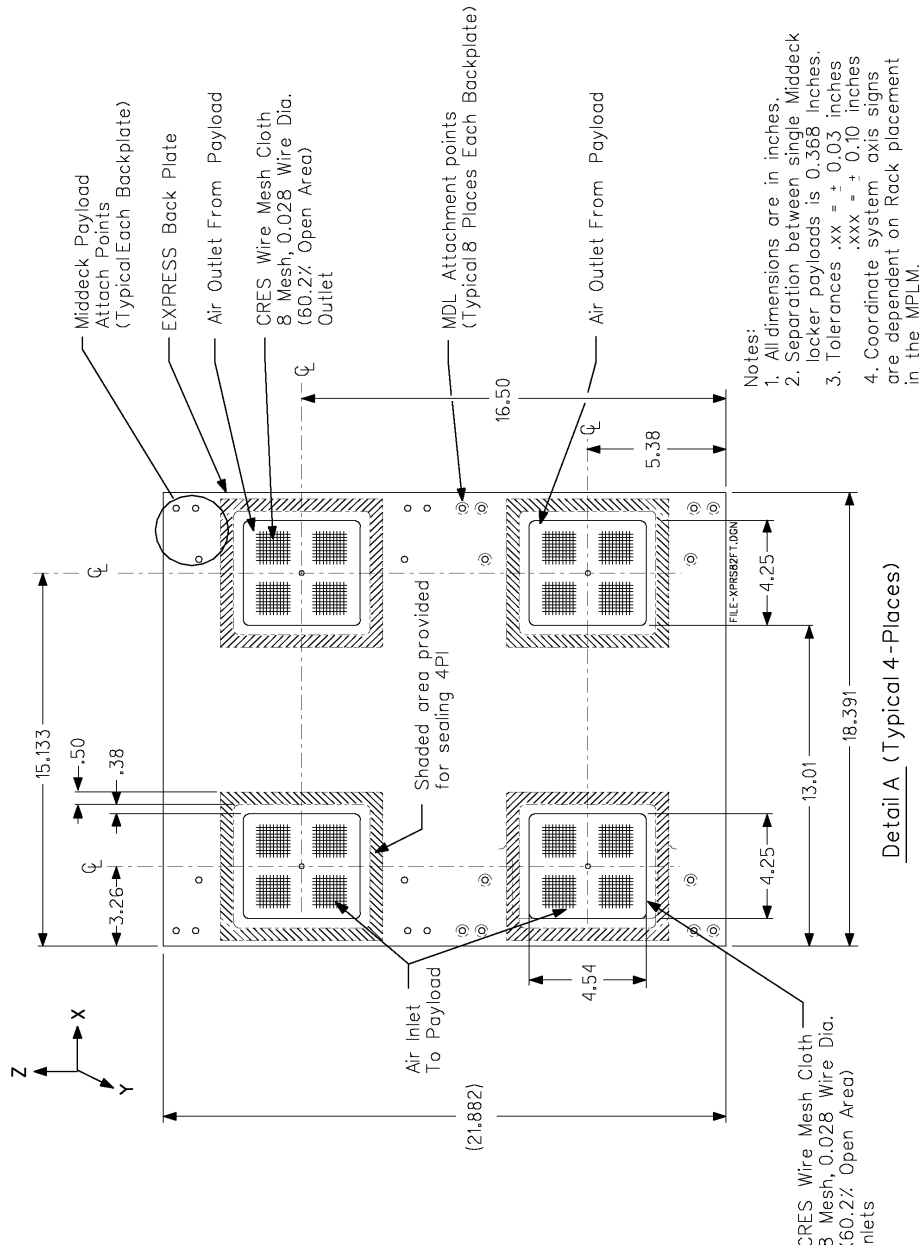 Middeck Payload
Attach Points
(Typical Each Backplate)
EXPRESS Back Plate
Air Outlet From Payload
CRES Wire Mesh Cloth
8 Mesh, 0.028 Wire Dia.
(60.2% Open Area)
Outlet
MDL Attachment points
(Typical 8 Places Each Backplate)
Air Outlet From Payload
Z
X
Y
15.133
.50
.38
3.26
CL
CL
CL
CL
16.50
5.38
Shaded area provided
for sealing 4Pl
Air Inlet
To Payload
4.54
(21.882)
4.25
4.25
13.01
18.391
FILE-XPRS82FT.DGN
CRES Wire Mesh Cloth
8 Mesh, 0.028 Wire Dia.
(60.2% Open Area)
Inlets
Detail A (Typical 4-Places)
Notes:
1. All dimensions are in inches.
2. Separation between single Middeck
locker payloads is 0.368 Inches.
3. Tolerances .xx = ± 0.03 inches
.xxx = ± 0.10 inches
4. Coordinate system axis signs
are dependent on Rack placement
in the MPLM.